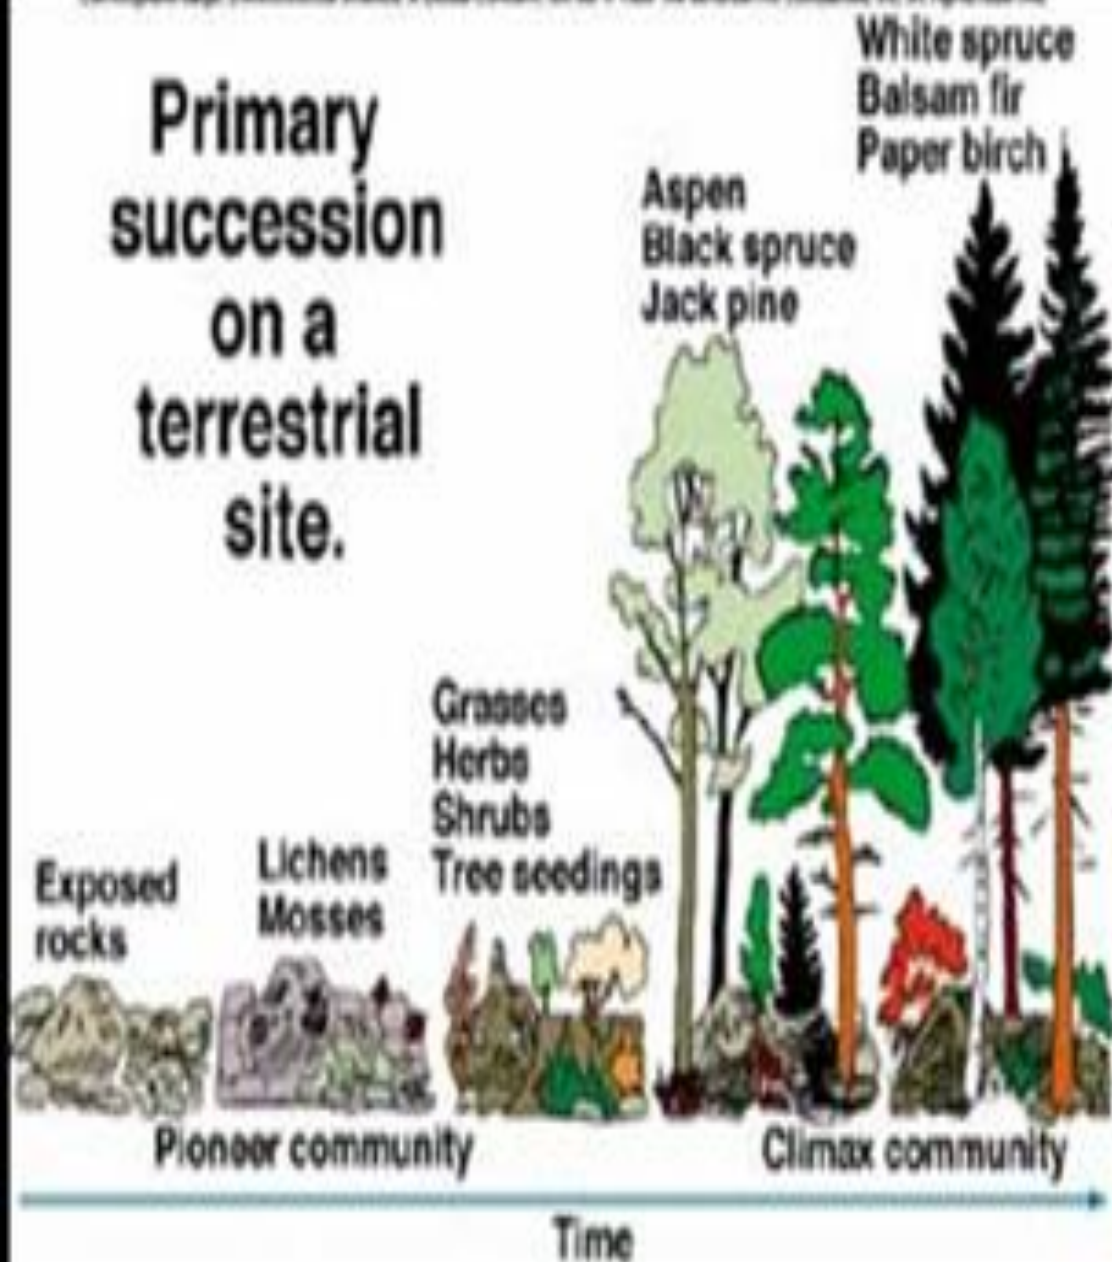 Primary
succession
on a
terrestrial
site.
White spruce
Balsam fir
Paper birch
Aspen
Black spruce
Jack pine
Grasses
Herbs
Shrubs
Tree seedings
Lichens
Mosses
Exposed
rocks
Pioneer community
Climax community
Time